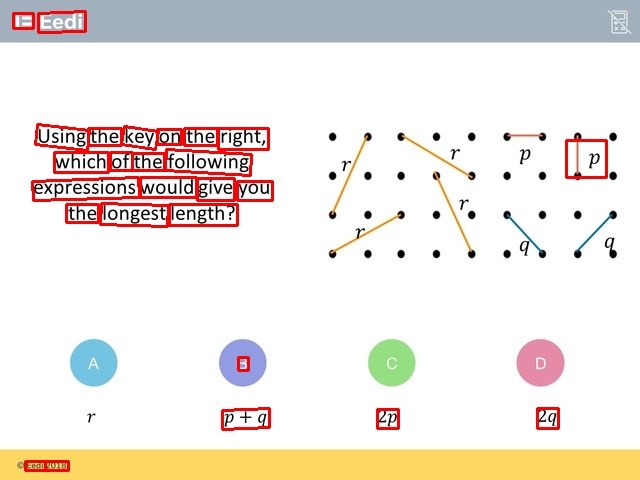 Eedi
Using the key on the right,
which of the following
expressions would give you
the longest length?
r
r
r
r
p
p
q
q
A
B
C
D
r
p + q
2p
2q
© Eedi 2018